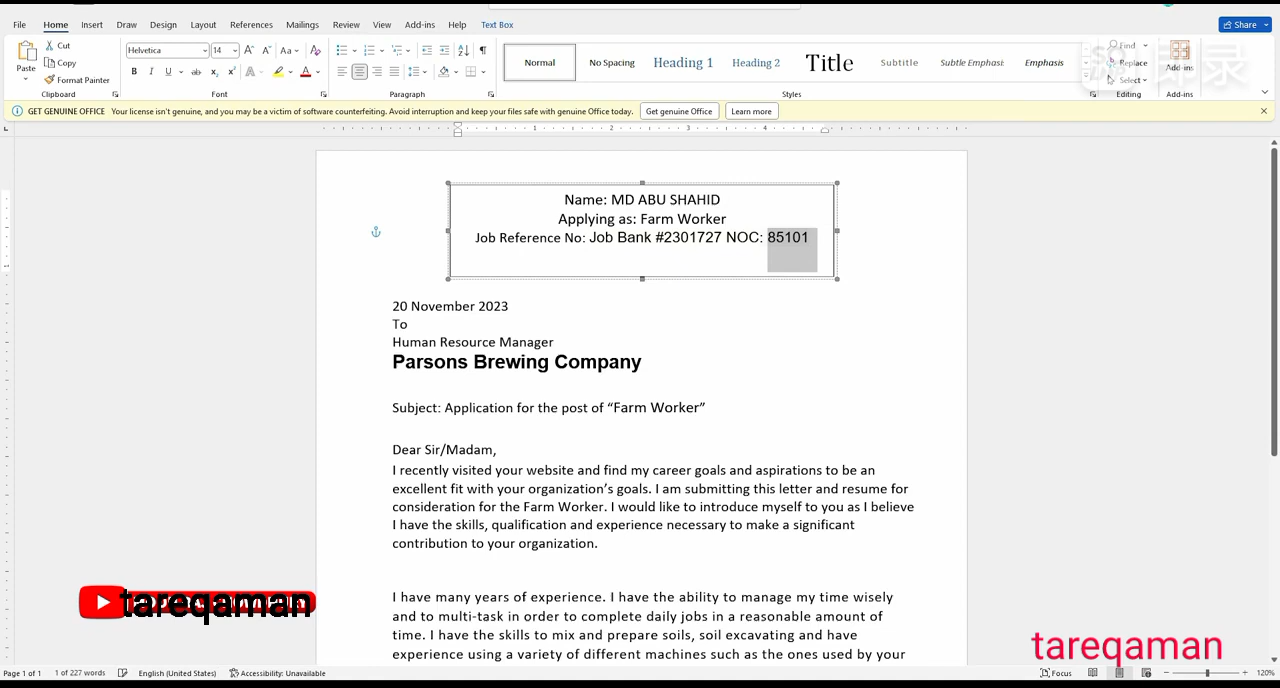 File Home Insert Draw Design Layout References Mailings Review View Add-ins Help Text Box Share
Paste Cut Copy Format Painter
Helvetica 14
Normal No Spacing Heading 1 Heading 2 Title Subtitle Subtle Emphasis Emphasis
Find Replace Select Add-ins
Clipboard Font Paragraph Styles Editing Add-ins
GET GENUINE OFFICE Your license isn't genuine, and you may be a victim of software counterfeiting. Avoid interruption and keep your files safe with genuine Office today. Get genuine Office Learn more
1 2 3 4
Name: MD ABU SHAHID
Applying as: Farm Worker
Job Reference No: Job Bank #2301727 NOC: 85101
20 November 2023
To
Human Resource Manager
Parsons Brewing Company
Subject: Application for the post of “Farm Worker”
Dear Sir/Madam,
I recently visited your website and find my career goals and aspirations to be an
excellent fit with your organization’s goals. I am submitting this letter and resume for
consideration for the Farm Worker. I would like to introduce myself to you as I believe
I have the skills, qualification and experience necessary to make a significant
contribution to your organization.
I have many years of experience. I have the ability to manage my time wisely
and to multi-task in order to complete daily jobs in a reasonable amount of
time. I have the skills to mix and prepare soils, soil excavating and have
experience using a variety of different machines such as the ones used by your
tareqaman
tareqaman
Page 1 of 1 1 of 227 words English (United States) Accessibility: Unavailable Focus 120%